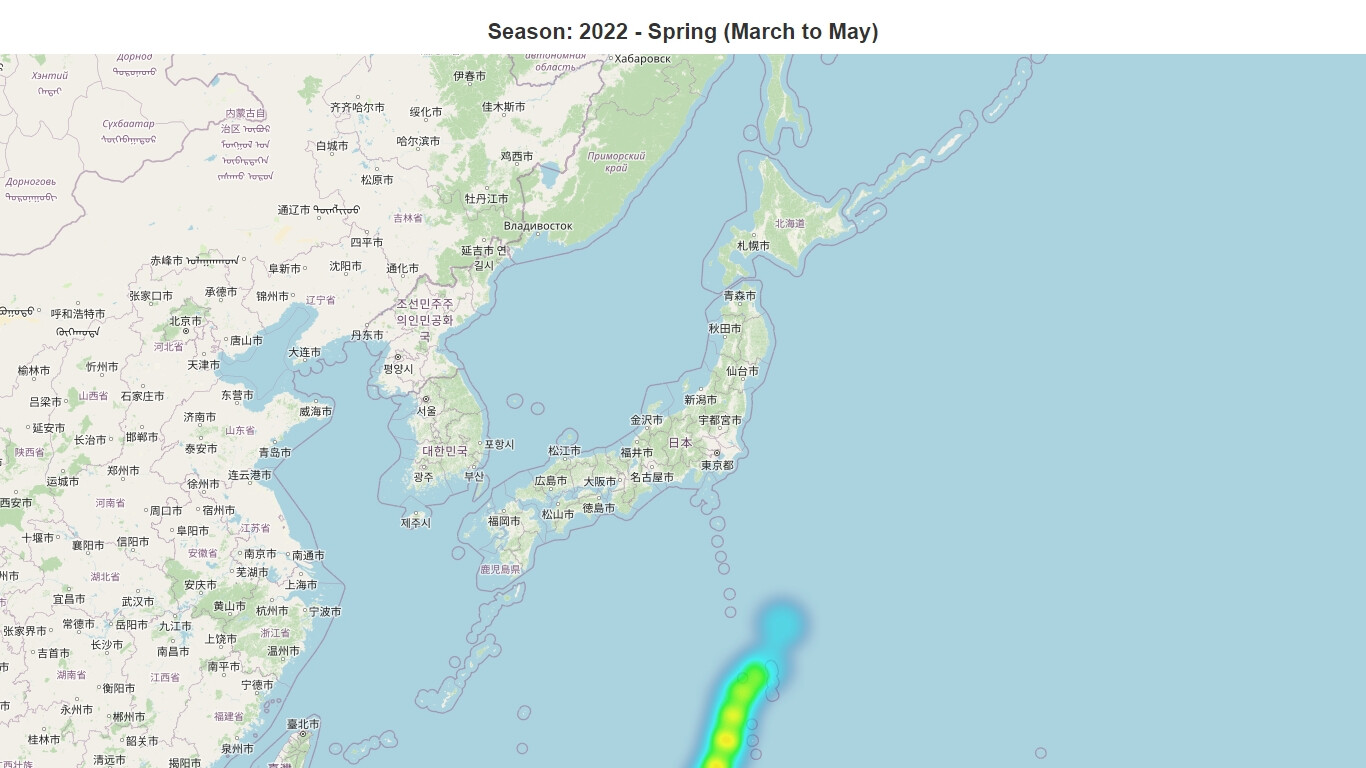 Season: 2022 - Spring (March to May)
Дорнод
автономная
область
Хабаровск
Хэнтий
伊春市
齐齐哈尔市
绥化市
佳木斯市
内蒙古自
治区
Сүхбаатар
白城市
哈尔滨市
鸡西市
Приморский
край
Дорноговь
松原市
牡丹江市
通辽市
吉林省
Владивосток
北海道
札幌市
四平市
延吉市 연
길시
赤峰市
阜新市
沈阳市
通化市
张家口市
承德市
锦州市
辽宁省
조선민주주
의인민공화
국
青森市
呼和浩特市
北京市
河北省
唐山市
丹东市
秋田市
大连市
天津市
평양시
榆林市
忻州市
仙台市
吕梁市
山西省
石家庄市
东营市
威海市
서울
新潟市
延安市
长治市
邯郸市
济南市
山东省
金沢市
宇都宮市
陕西省
泰安市
青岛市
대한민국
포항시
松江市
福井市
日本
東京都
运城市
郑州市
徐州市
连云港市
광주
부산
広島市
大阪市
名古屋市
西安市
河南省
周口市
宿州市
제주시
福岡市
松山市
徳島市
十堰市
襄阳市
信阳市
阜阳市
江苏省
安徽省
南京市
南通市
鹿児島県
州市
湖北省
安庆市
芜湖市
上海市
宜昌市
武汉市
黄山市
杭州市
宁波市
张家界市
常德市
岳阳市
九江市
上饶市
浙江省
吉首市
长沙市
南昌市
温州市
湖南省
江西省
南平市
衡阳市
宁德市
永州市
郴州市
福建省
臺北市
桂林市
韶关市
泉州市
清远市
揭阳市